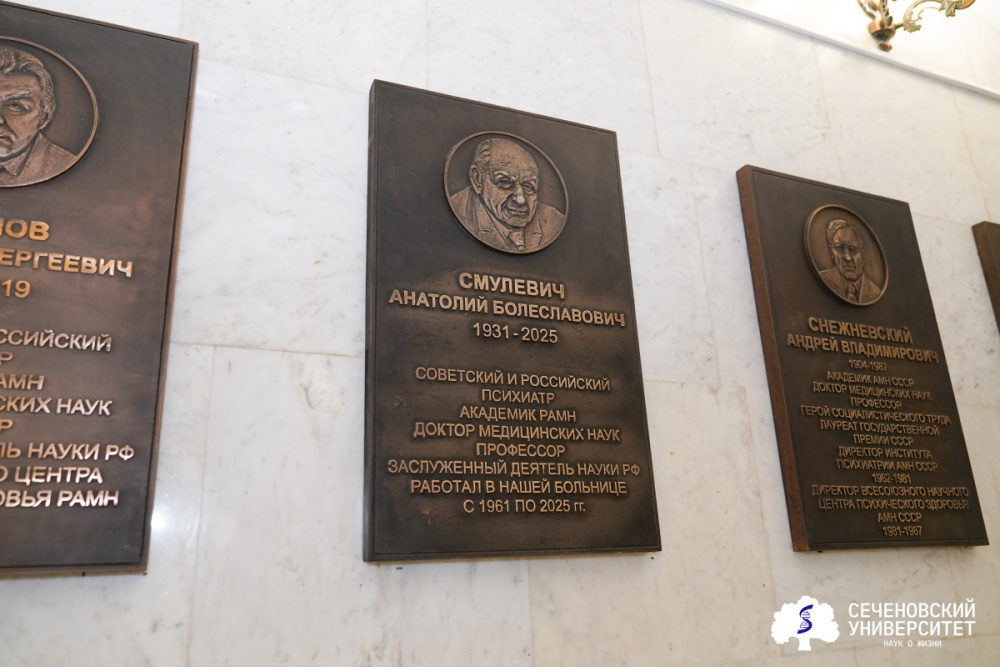 НОВ
ЕРГЕЕВИЧ
19
ССИЙСКИЙ
Р
РАМН
СКИХ НАУК
Р
ЕЛЬ НАУКИ РФ
О ЦЕНТРА
РОВЬЯ РАМН
СМУЛЕВИЧ
АНАТОЛИЙ БОЛЕСЛАВОВИЧ
1931-2025
СОВЕТСКИЙ И РОССИЙСКИЙ
ПСИХИАТР
АКАДЕМИК РАМН
ДОКТОР МЕДИЦИНСКИХ НАУК
ПРОФЕССОР
ЗАСЛУЖЕННЫЙ ДЕЯТЕЛЬ НАУКИ РФ
РАБОТАЛ В НАШЕЙ БОЛЬНИЦЕ
С 1961 ПО 2025 гг.
СНЕЖНЕВСКИЙ
АНДРЕЙ ВЛАДИМИРОВИЧ
1904-1987
АКАДЕМИК АМН СССР
ДОКТОР МЕДИЦИНСКИХ НАУК
ПРОФЕССОР
ГЕРОЙ СОЦИАЛИСТИЧЕСКОГО ТРУДА
ЛАУРЕАТ ГОСУДАРСТВЕННОЙ
ПРЕМИИ СССР
ДИРЕКТОР ИНСТИТУТА
ПСИХИАТРИИ АМН СССР
1962-1981
ДИРЕКТОР ВСЕСОЮЗНОГО НАУЧНОГО
ЦЕНТРА ПСИХИЧЕСКОГО ЗДОРОВЬЯ
АМН СССР
1981-1987
СЕЧЕНОВСКИЙ
УНИВЕРСИТЕТ
НАУК О ЖИЗНИ